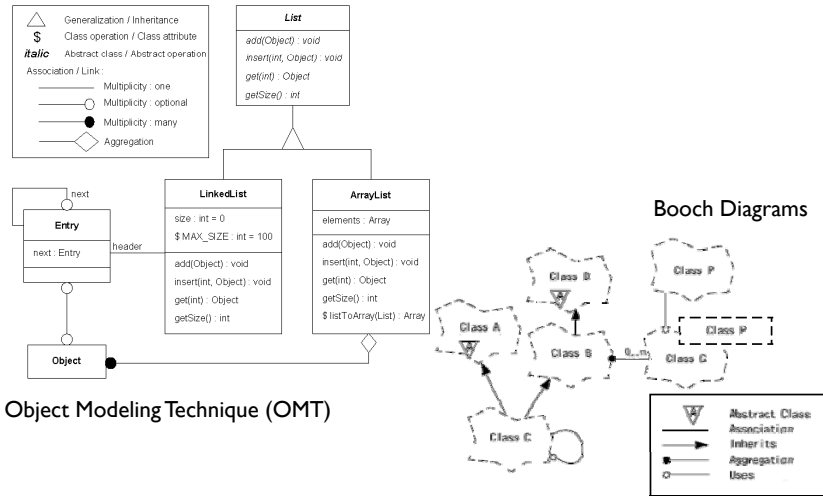 Generalization / Inheritance
$ Class operation / Class attribute
italic Abstract class / Abstract operation
Association / Link :
Multiplicity : one
Multiplicity : optional
Multiplicity : many
Aggregation
List
add(Object) : void
insert(int, Object) : void
get(int) : Object
getSize() : int
next
Entry
next : Entry
header
LinkedList
size : int = 0
$ MAX_SIZE : int = 100
add(Object) : void
insert(int, Object) : void
get(int) : Object
getSize() : int
ArrayList
elements : Array
add(Object) : void
insert(int, Object) : void
get(int) : Object
getSize() : int
$ listToArray(List) : Array
Object
Object Modeling Technique (OMT)
Booch Diagrams
Class D
A
Class P
Class A
A
Class B
Class P
Class G
Class C
A Abstract Class
Association
Inherits
Aggregation
Uses